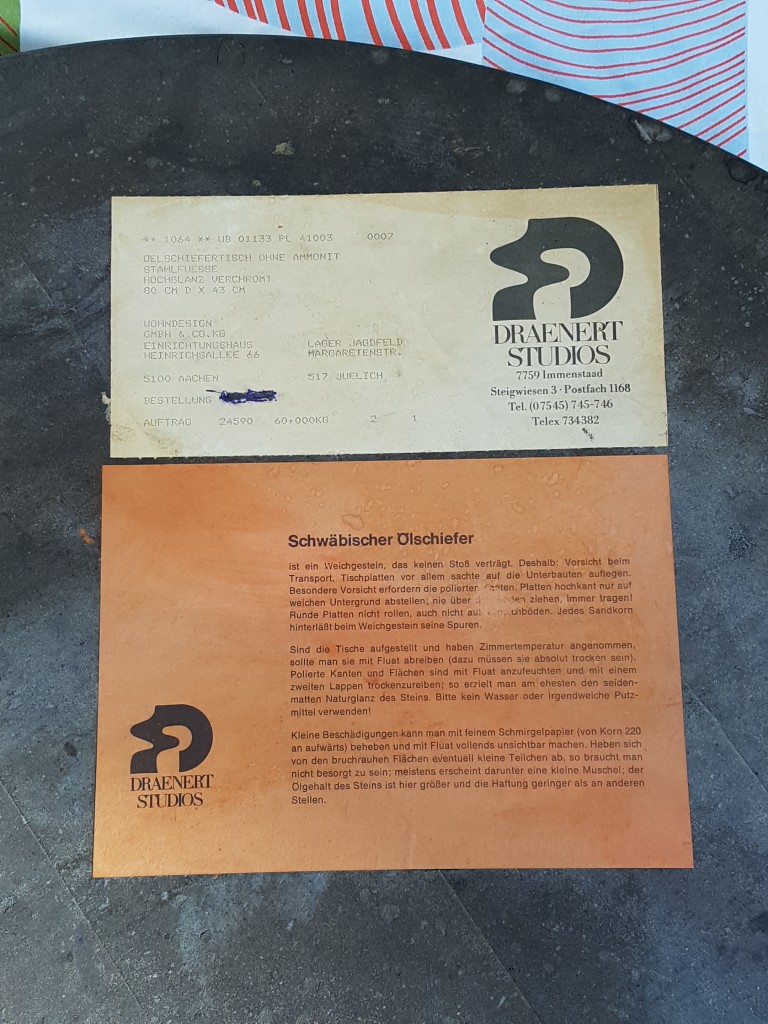 ** 1064 ** UB 01133 PL 41003 0007
OELSCHIEFERTISCH OHNE AMMONIT
STAHLFUESSE
HOCHGLANZ VERCHROMT
80 CM D X 43 CM
WOHNDESIGN
GMBH & CO.KG
EINRICHTUNGSHAUS LAGER JAGDFELD
HEINRICHSALLEE 66 MARGARETENSTR.
5100 AACHEN 517 JUELICH
BESTELLUNG
AUFTRAG 24590 60,000KG 2 1
DRAENERT
STUDIOS
7759 Immenstaad
Steigwiesen 3 · Postfach 1168
Tel. (07545) 745-746
Telex 734382
Schwäbischer Ölschiefer
ist ein Weichgestein, das keinen Stoß verträgt. Deshalb: Vorsicht beim
Transport. Tischplatten vor allem sachte auf die Unterbauten auflegen.
Besondere Vorsicht erfordern die polierten Kanten. Platten hochkant nur auf
weichen Untergrund abstellen; nie über den Boden ziehen, immer tragen!
Runde Platten nicht rollen, auch nicht auf Teppichböden. Jedes Sandkorn
hinterläßt beim Weichgestein seine Spuren.
Sind die Tische aufgestellt und haben Zimmertemperatur angenommen,
sollte man sie mit Fluat abreiben (dazu müssen sie absolut trocken sein).
Polierte Kanten und Flächen sind mit Fluat anzufeuchten und mit einem
zweiten Lappen trockenzureiben; so erzielt man am ehesten den seiden-
matten Naturglanz des Steins. Bitte kein Wasser oder irgendwelche Putz-
mittel verwenden!
Kleine Beschädigungen kann man mit feinem Schmirgelpapier (von Korn 220
an aufwärts) beheben und mit Fluat vollends unsichtbar machen. Heben sich
von den bruchrauheh Flächen eventuell kleine Teilchen ab, so braucht man
nicht besorgt zu sein; meistens erscheint darunter eine kleine Muschel; der
Ölgehalt des Steins ist hier größer und die Haftung geringer als an anderen
Stellen.
DRAENERT
STUDIOS